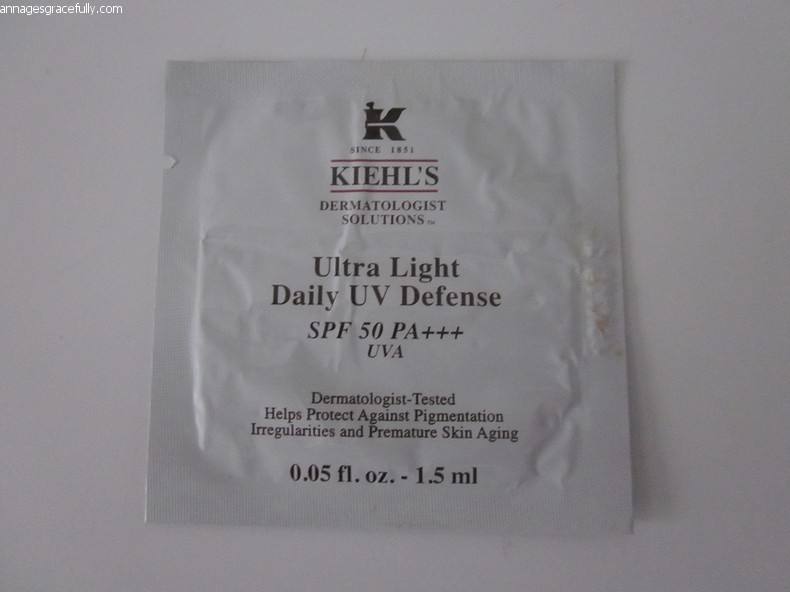 annagesgracefully.com
K
SINCE 1851
KIEHL'S
DERMATOLOGIST
SOLUTIONS™
Ultra Light
Daily UV Defense
SPF 50 PA+++
UVA
Dermatologist-Tested
Helps Protect Against Pigmentation
Irregularities and Premature Skin Aging
0.05 fl. oz. - 1.5 ml